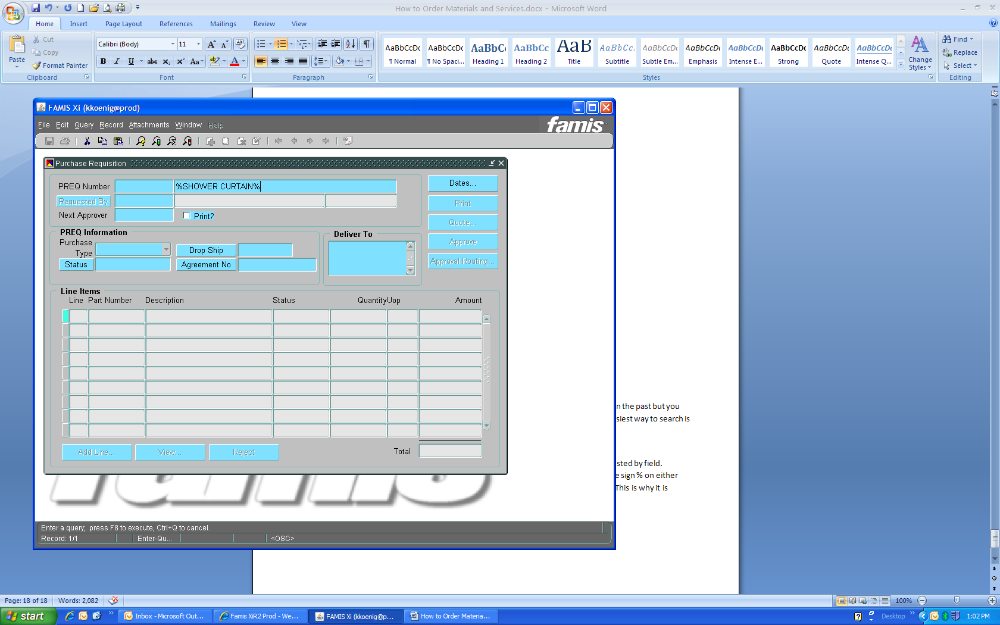 How to Order Materials and Services.docx - Microsoft Word
Home Insert Page Layout References Mailings Review View
Paste
Cut
Copy
Format Painter
Clipboard
Calibri (Body) 11
B I U abc X₂ X² Aa
Font
Paragraph
AaBbCcDc AaBbCcDc AaBbCc AaBbCc AaB AaBbCc. AaBbCcDc AaBbCcDc AaBbCcDc AaBbCcDc AaBbCcDc AaBbCcDc
¶ Normal ¶ No Spaci... Heading 1 Heading 2 Title Subtitle Subtle Em... Emphasis Intense E... Strong Quote Intense Q...
Styles
Change
Styles
Find
Replace
Select
Editing
FAMIS Xi (kkoenig@prod)
File Edit Query Record Attachments Window Help
famis
Purchase Requisition
PREQ Number %SHOWER CURTAIN%
Requested By
Next Approver Print?
Dates...
Print
Quote...
Approve
Approval Routing...
PREQ Information
Purchase
Type
Drop Ship
Status Agreement No
Deliver To
Line Items
Line Part Number Description Status Quantity Uop Amount
Add Line... View... Reject Total
famis
Enter a query; press F8 to execute, Ctrl+Q to cancel.
Record: 1/1 Enter-Qu... <OSC>
n the past but you
siest way to search is
sted by field.
e sign % on either
This is why it is
Page: 18 of 18 Words: 2,082 100%
start Inbox - Microsoft Out... Famis XiR2 Prod - We... FAMIS Xi (kkoenig@p... How to Order Materia... Desktop 1:02 PM